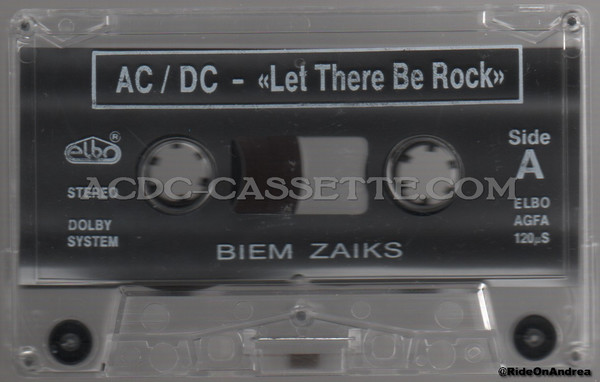 AC / DC - «Let There Be Rock»
elbo ®
Side
A
STEREO
ACDC-CASSETTE.COM
DOLBY
SYSTEM
ELBO
AGFA
120µS
BIEM ZAIKS
@RideOnAndrea